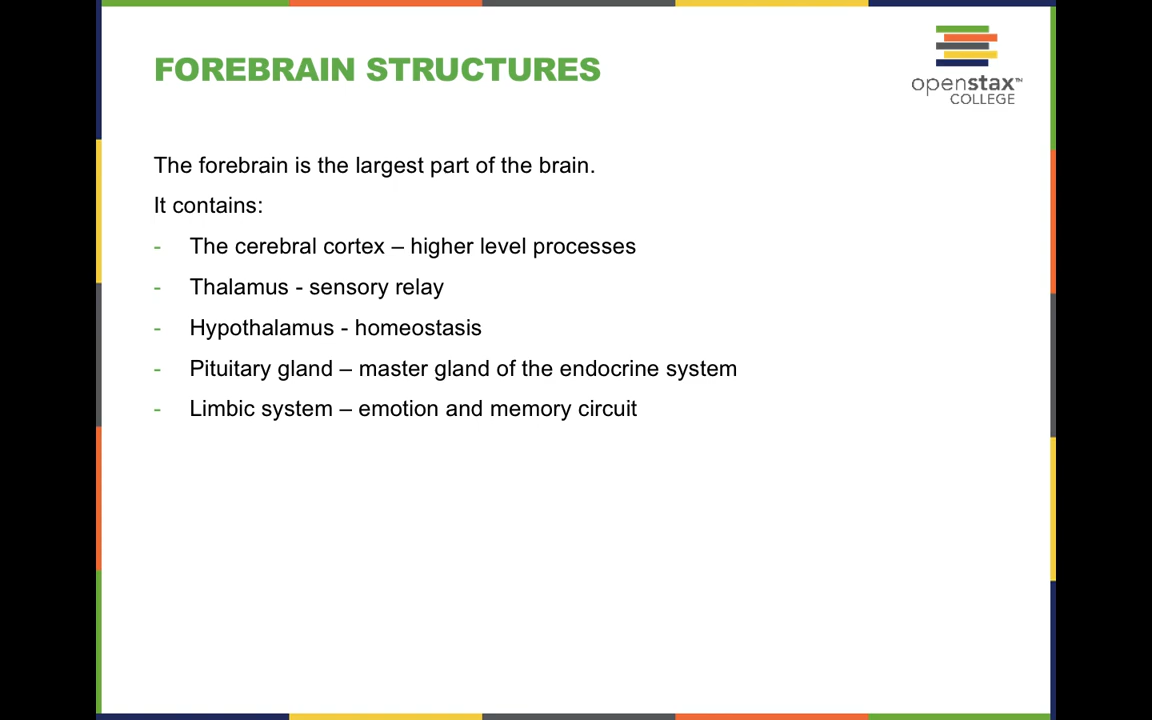 FOREBRAIN STRUCTURES
openstax™
COLLEGE
The forebrain is the largest part of the brain.
It contains:
- The cerebral cortex – higher level processes
- Thalamus - sensory relay
- Hypothalamus - homeostasis
- Pituitary gland – master gland of the endocrine system
- Limbic system – emotion and memory circuit